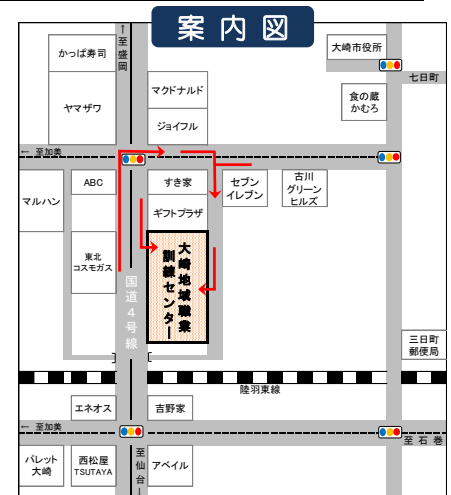 案内図
↑至盛岡
大崎市役所
かっぱ寿司
七日町
マクドナルド
食の蔵
かむろ
ヤマザワ
ジョイフル
← 至加美
ABC
すき家
セブン
イレブン
古川
グリーン
ヒルズ
マルハン
ギフトプラザ
東北
コスモガス
大崎地域職業
訓練センター
国道4号線
三日町
郵便局
陸羽東線
エネオス
吉野家
← 至加美
至石巻
パレット
大崎
西松屋
TSUTAYA
至仙台↓
アベイル